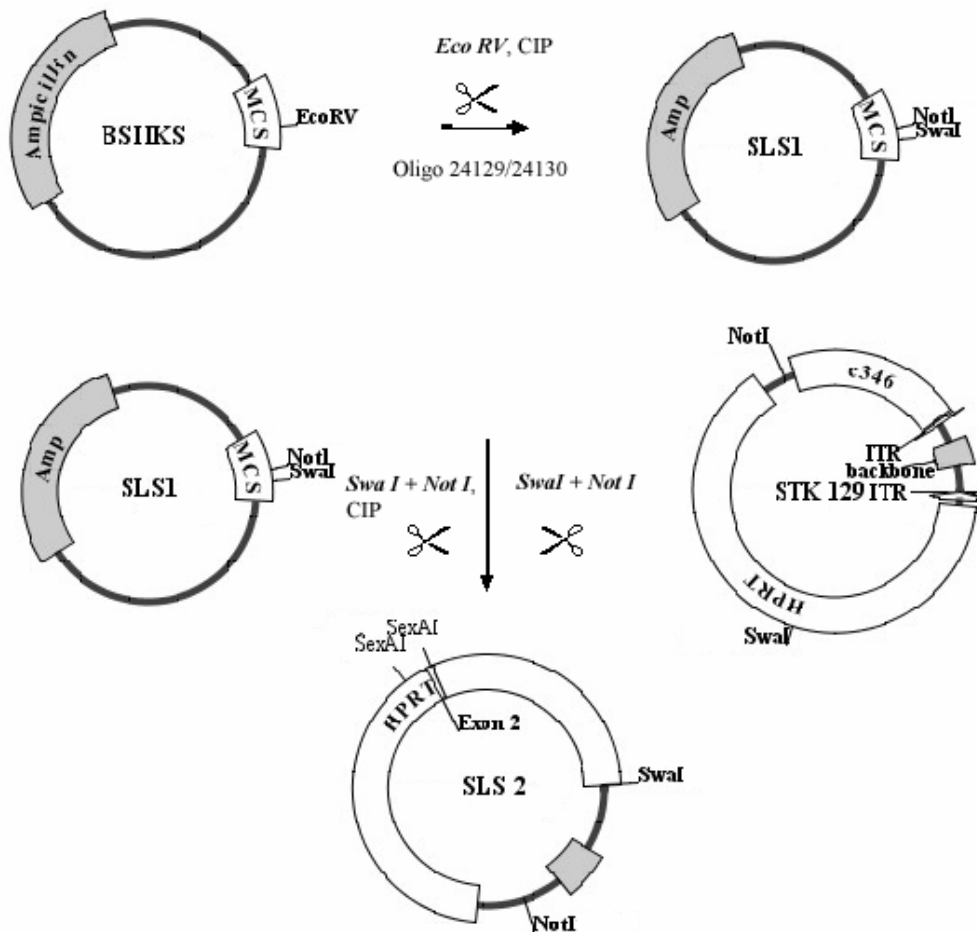 Eco RV, CIP
Ampicillin
BSIIKS
MCS
EcoRV
Oligo 24129/24130
Amp
SLS1
MCS
NotI
SwaI
Amp
SLS1
MCS
NotI
SwaI
Swa I + Not I,
CIP
SwaI + Not I
NotI
c346
ITR
backbone
STK 129
ITR
HPRT
SwaI
SexAI
SexAI
HPRT
Exon 2
SLS 2
SwaI
NotI